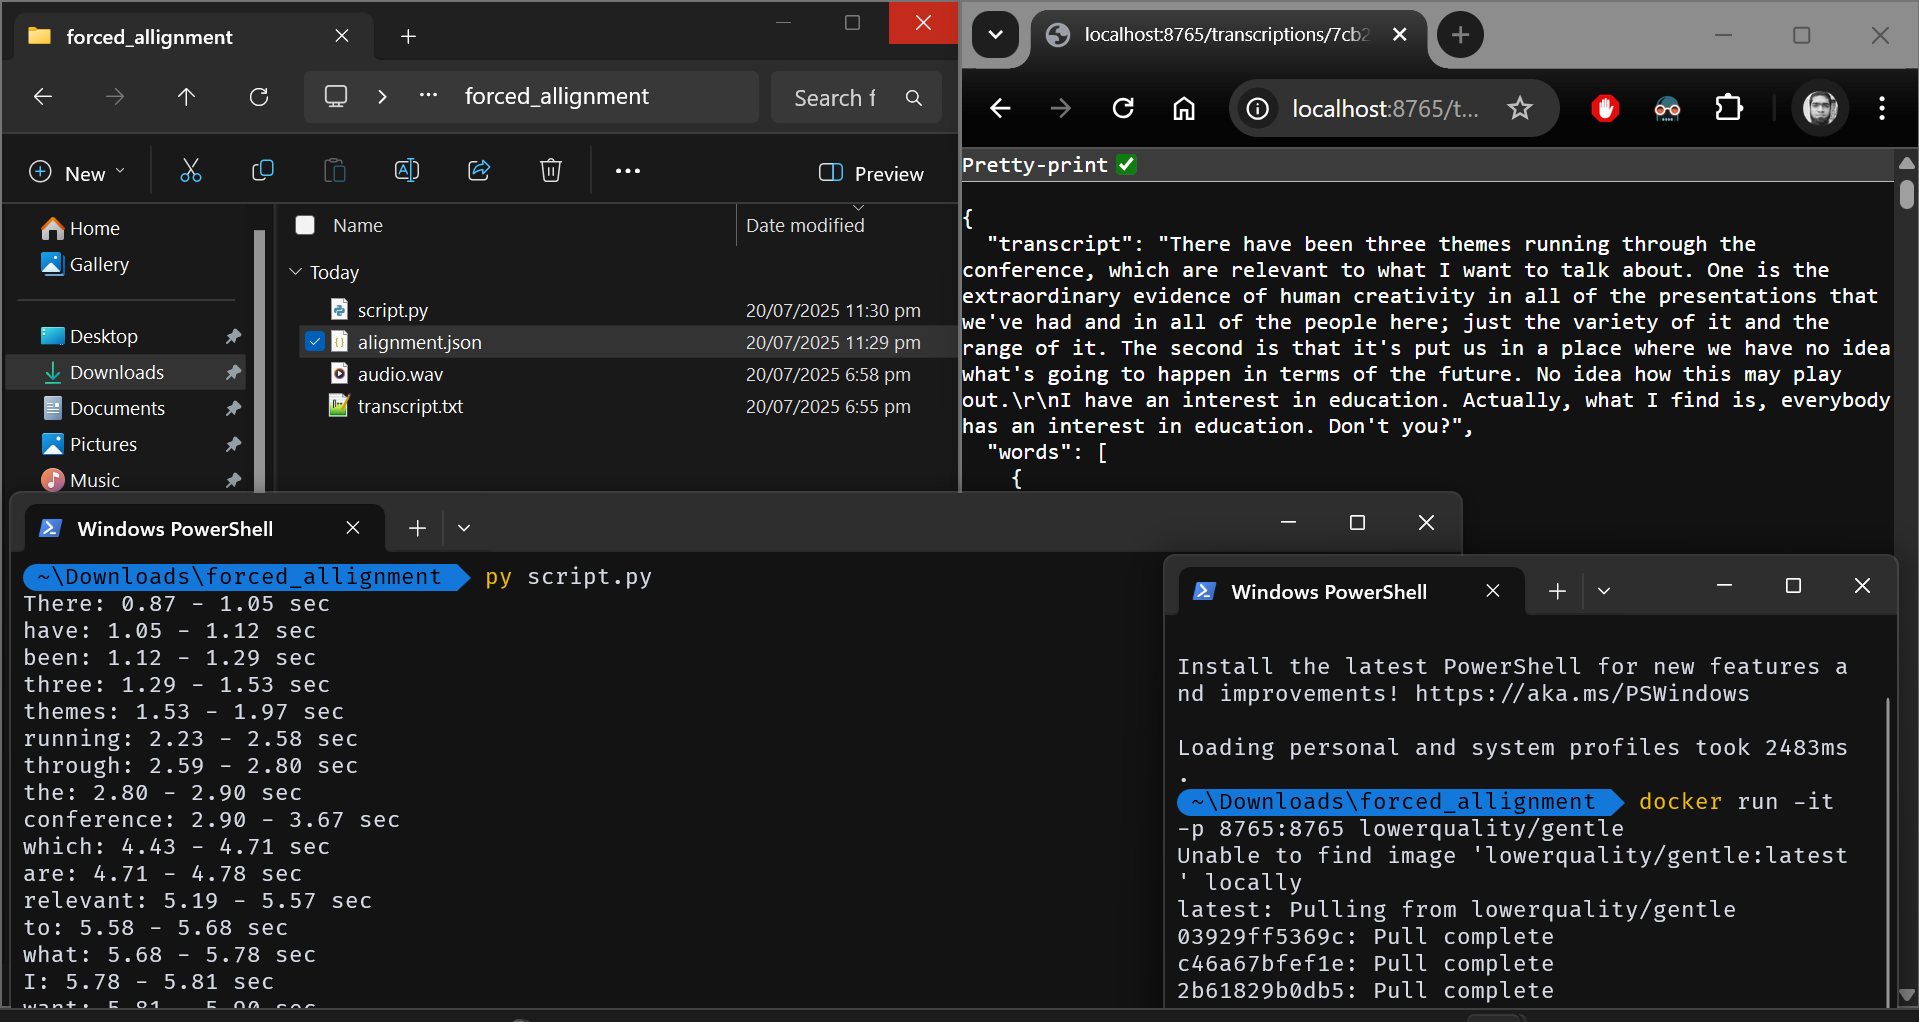 forced_allignment
forced_allignment
Search f
New
Preview
Home
Gallery
Desktop
Downloads
Documents
Pictures
Music
Name
Date modified
Today
script.py
20/07/2025 11:30 pm
alignment.json
20/07/2025 11:29 pm
audio.wav
20/07/2025 6:58 pm
transcript.txt
20/07/2025 6:55 pm
localhost:8765/transcriptions/7cb2
localhost:8765/t...
Pretty-print
{
"transcript": "There have been three themes running through the
conference, which are relevant to what I want to talk about. One is the
extraordinary evidence of human creativity in all of the presentations that
we've had and in all of the people here; just the variety of it and the
range of it. The second is that it's put us in a place where we have no idea
what's going to happen in terms of the future. No idea how this may play
out.\r\nI have an interest in education. Actually, what I find is, everybody
has an interest in education. Don't you?",
"words": [
{
Windows PowerShell
~\Downloads\forced_allignment py script.py
There: 0.87 - 1.05 sec
have: 1.05 - 1.12 sec
been: 1.12 - 1.29 sec
three: 1.29 - 1.53 sec
themes: 1.53 - 1.97 sec
running: 2.23 - 2.58 sec
through: 2.59 - 2.80 sec
the: 2.80 - 2.90 sec
conference: 2.90 - 3.67 sec
which: 4.43 - 4.71 sec
are: 4.71 - 4.78 sec
relevant: 5.19 - 5.57 sec
to: 5.58 - 5.68 sec
what: 5.68 - 5.78 sec
I: 5.78 - 5.81 sec
want: 5.81 - 5.90 sec
Windows PowerShell
Install the latest PowerShell for new features a
nd improvements! https://aka.ms/PSWindows
Loading personal and system profiles took 2483ms
.
~\Downloads\forced_allignment docker run -it
-p 8765:8765 lowerquality/gentle
Unable to find image 'lowerquality/gentle:latest
' locally
latest: Pulling from lowerquality/gentle
03929ff5369c: Pull complete
c46a67bfef1e: Pull complete
2b61829b0db5: Pull complete